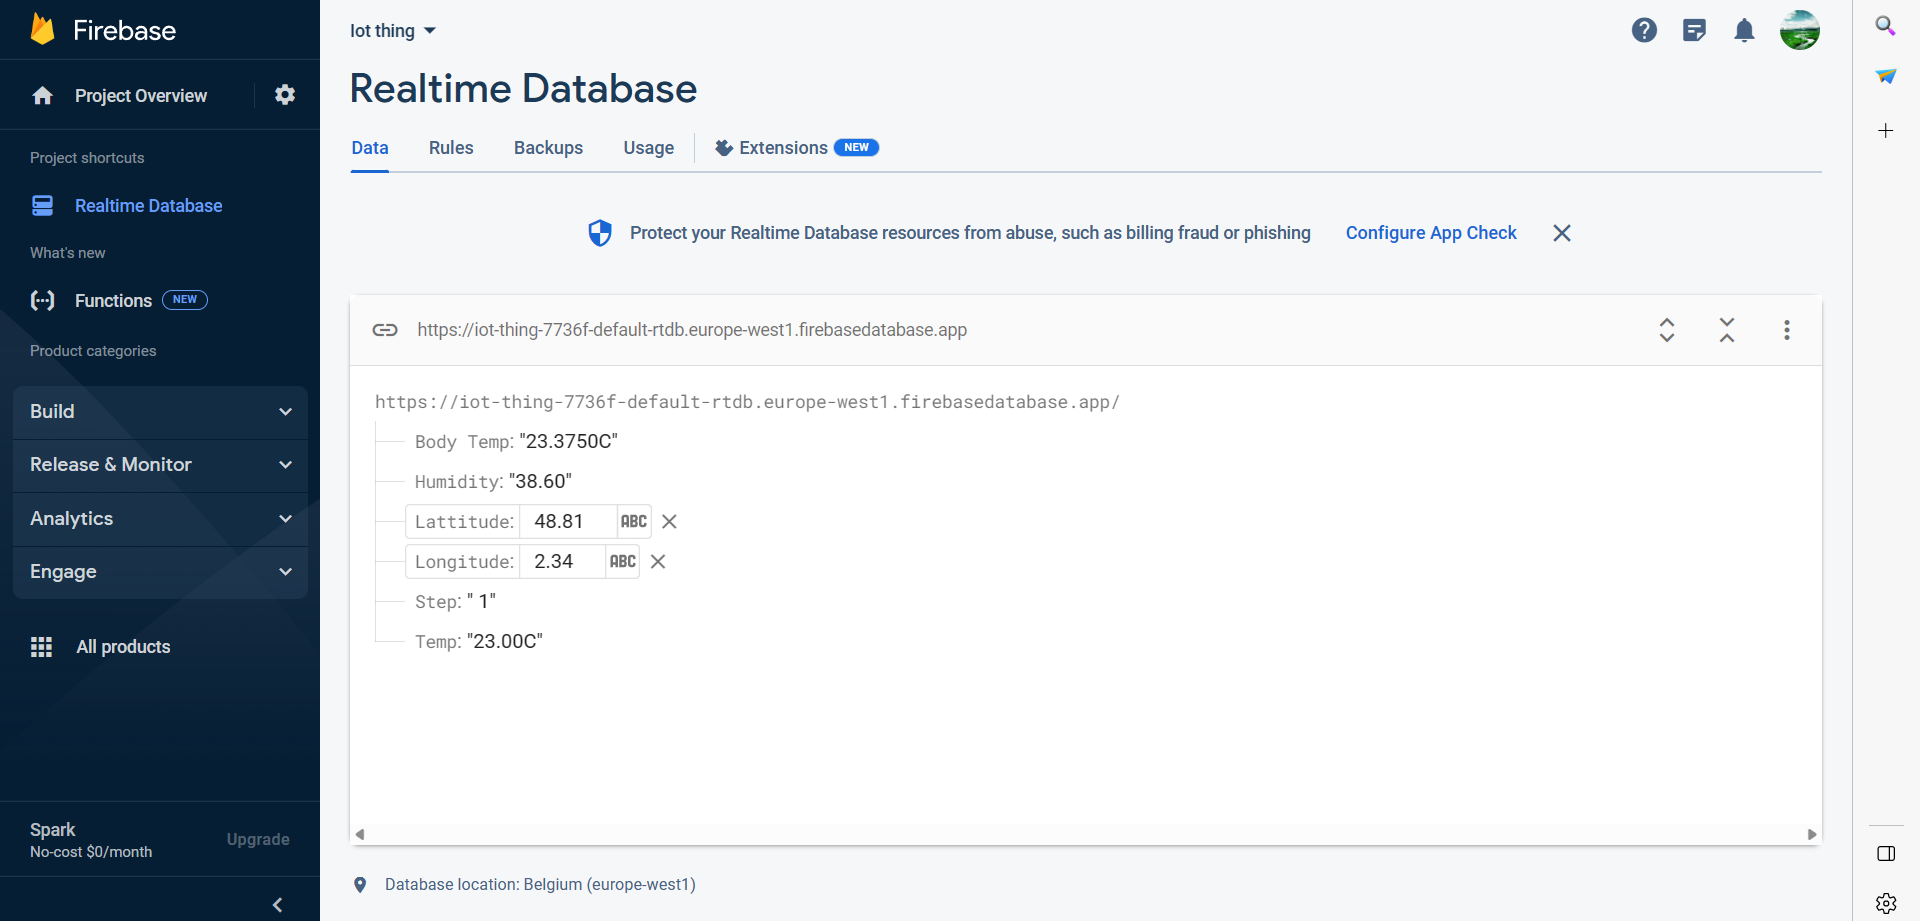 Firebase
Project Overview
Project shortcuts
Realtime Database
What's new
Functions NEW
Product categories
Build
Release & Monitor
Analytics
Engage
All products
Spark
No-cost $0/month
Upgrade
Iot thing
Realtime Database
Data Rules Backups Usage Extensions NEW
Protect your Realtime Database resources from abuse, such as billing fraud or phishing Configure App Check
https://iot-thing-7736f-default-rtdb.europe-west1.firebasedatabase.app
https://iot-thing-7736f-default-rtdb.europe-west1.firebasedatabase.app/
Body Temp: "23.3750C"
Humidity: "38.60"
Lattitude: 48.81 ABC
Longitude: 2.34 ABC
Step: " 1"
Temp: "23.00C"
Database location: Belgium (europe-west1)